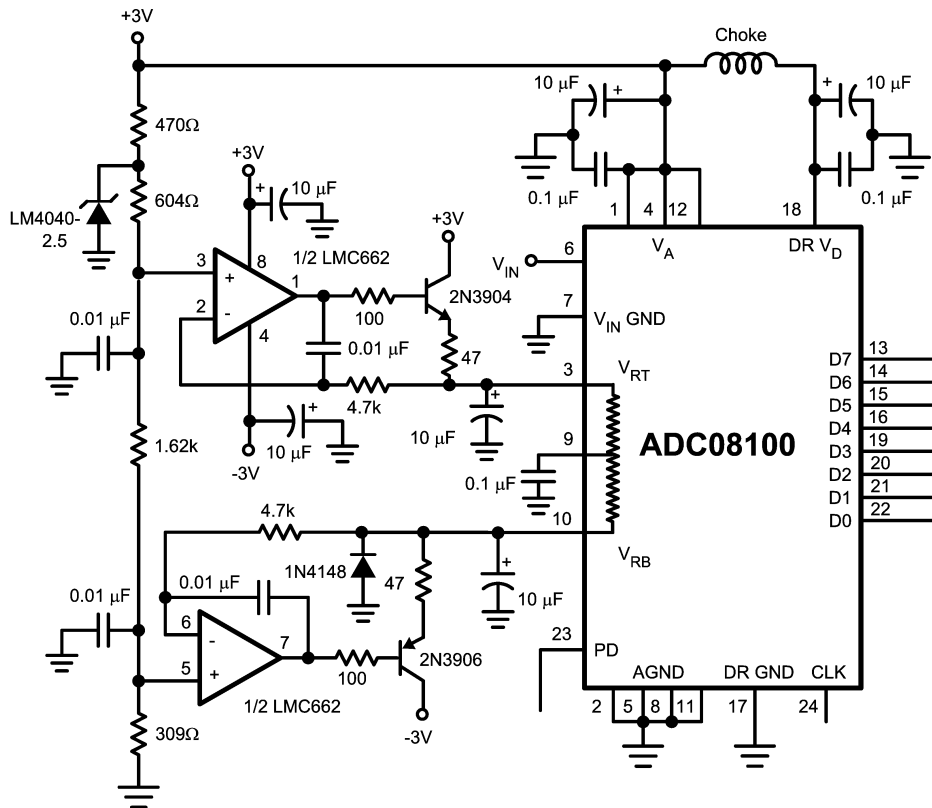 +3V
Choke
10 µF
+
+
10 µF
470Ω
+3V
0.1 µF
0.1 µF
604Ω
+
10 µF
LM4040-
2.5
+3V
1
4
12
18
V_A
DR V_D
1/2 LMC662
3
+
8
1
V_IN
6
2N3904
2
-
4
100
7
V_IN GND
0.01 µF
0.01 µF
47
3
V_RT
D7
13
D6
14
4.7k
+
D5
15
+
10 µF
D4
16
1.62k
-3V
10 µF
9
ADC08100
D3
19
0.1 µF
D2
20
D1
21
4.7k
10
D0
22
V_RB
1N4148
47
+
0.01 µF
0.01 µF
10 µF
6
-
7
23
PD
5
+
100
2N3906
1/2 LMC662
AGND
DR GND
CLK
2
5
8
11
17
24
-3V
309Ω